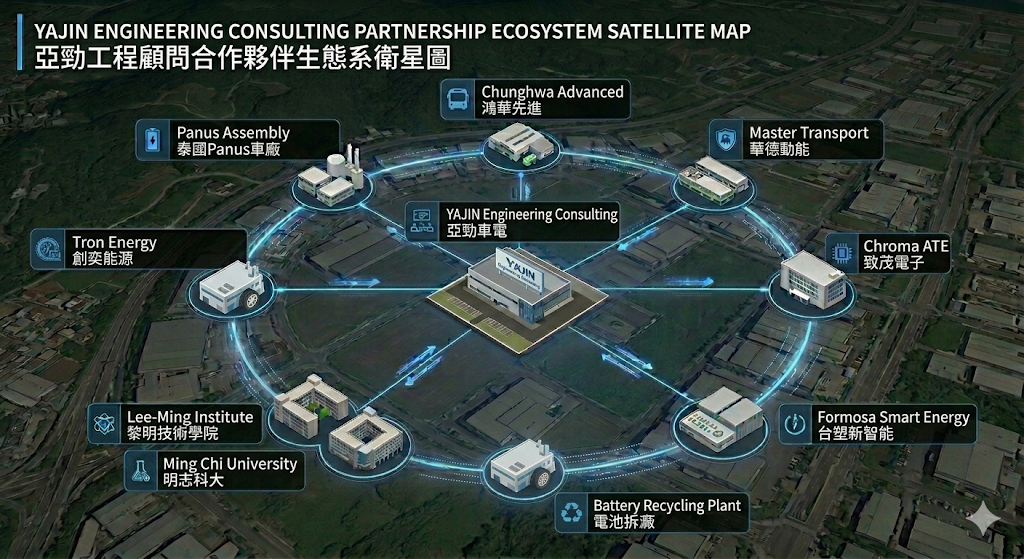 YAJIN ENGINEERING CONSULTING PARTNERSHIP ECOSYSTEM SATELLITE MAP
亞勁工程顧問合作夥伴生態系衛星圖
Chunghwa Advanced
鴻華先進
Panus Assembly
泰國Panus車廠
Master Transport
華德動能
YAJIN Engineering Consulting
亞勁車電
Tron Energy
創奕能源
Chroma ATE
致茂電子
YAJIN
Lee-Ming Institute
黎明技術學院
Formosa Smart Energy
台塑新智能
Ming Chi University
明志科大
Battery Recycling Plant
電池拆廠